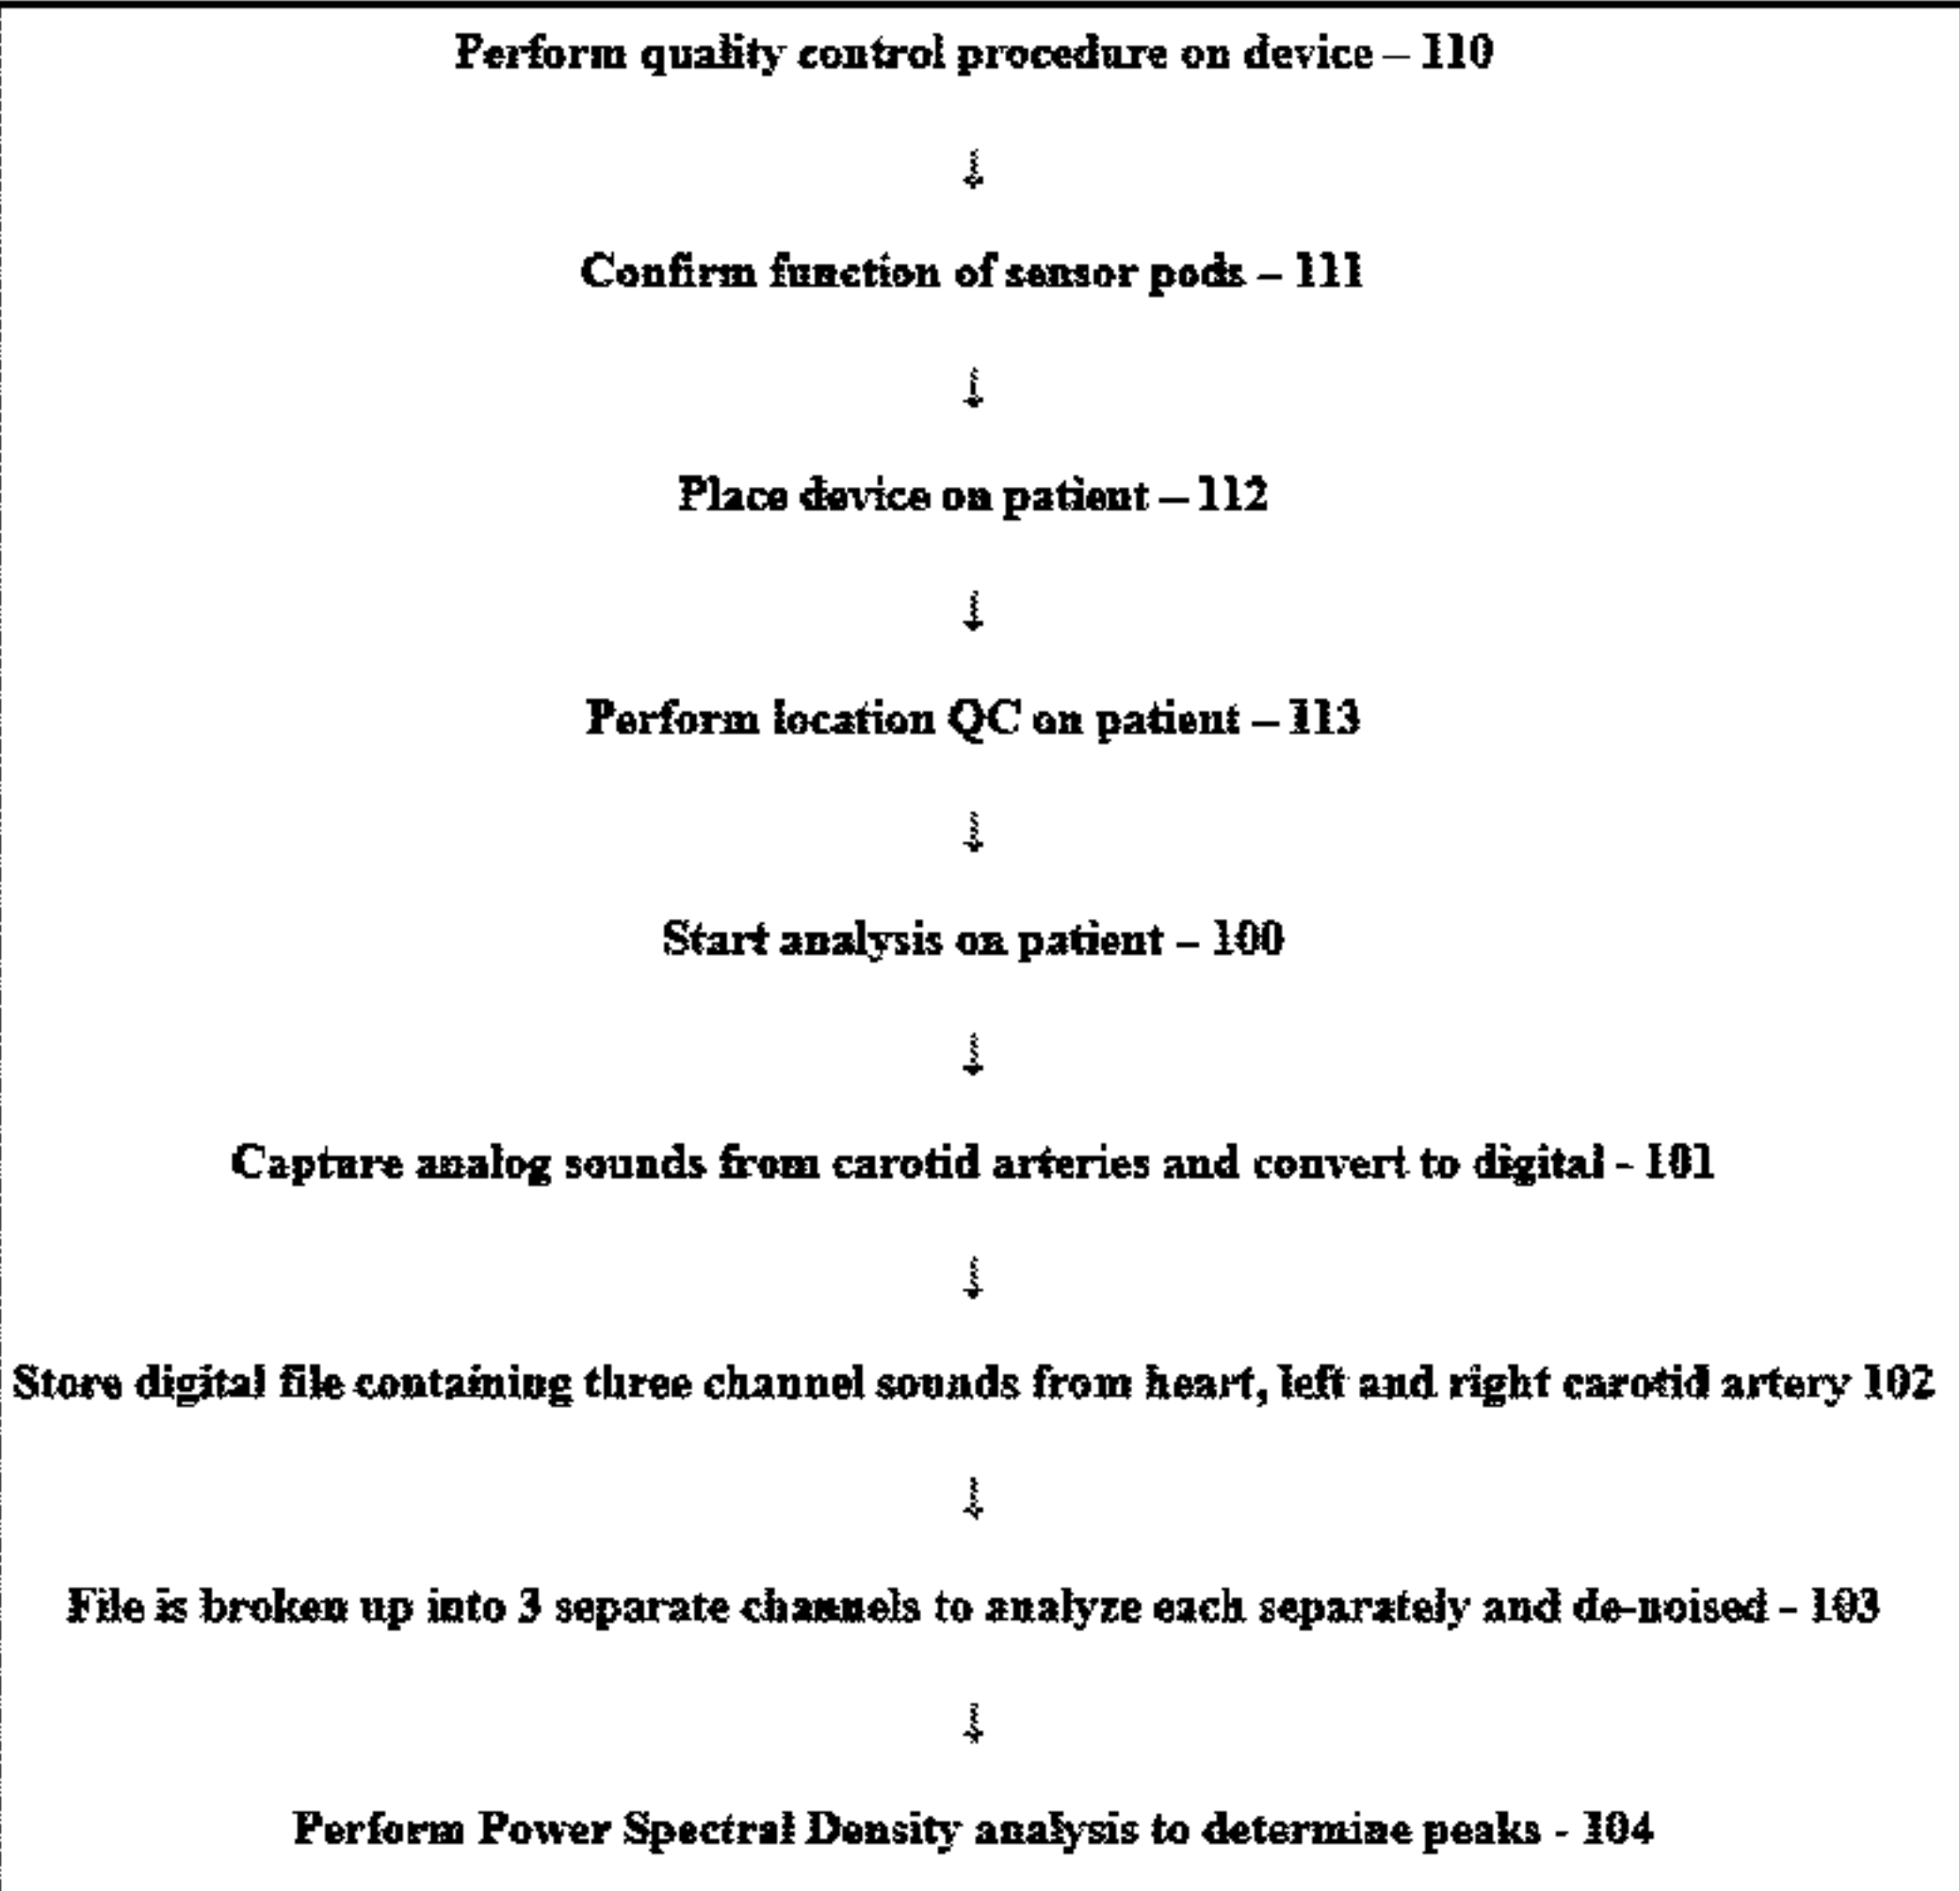 Perform quality control procedure on device – 110
↓
Confirm function of sensor pods – 111
↓
Place device on patient – 112
↓
Perform location QC on patient – 113
↓
Start analysis on patient – 100
↓
Capture analog sounds from carotid arteries and convert to digital - 101
↓
Store digital file containing three channel sounds from heart, left and right carotid artery 102
↓
File is broken up into 3 separate channels to analyze each separately and de-noised - 103
↓
Perform Power Spectral Density analysis to determine peaks - 104